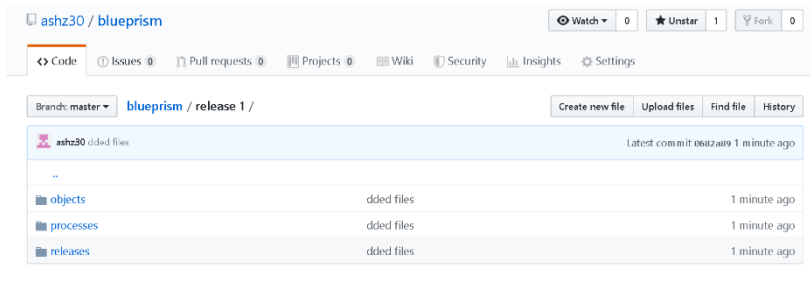 ashz30 / blueprism Watch 0 Unstar 1 Fork 0
<> Code Issues 0 Pull requests 0 Projects 0 Wiki Security Insights Settings
Branch: master blueprism / release 1 / Create new file Upload files Find file History
ashz30 dded files Latest commit 0682a89 1 minute ago
..
objects dded files 1 minute ago
processes dded files 1 minute ago
releases dded files 1 minute ago